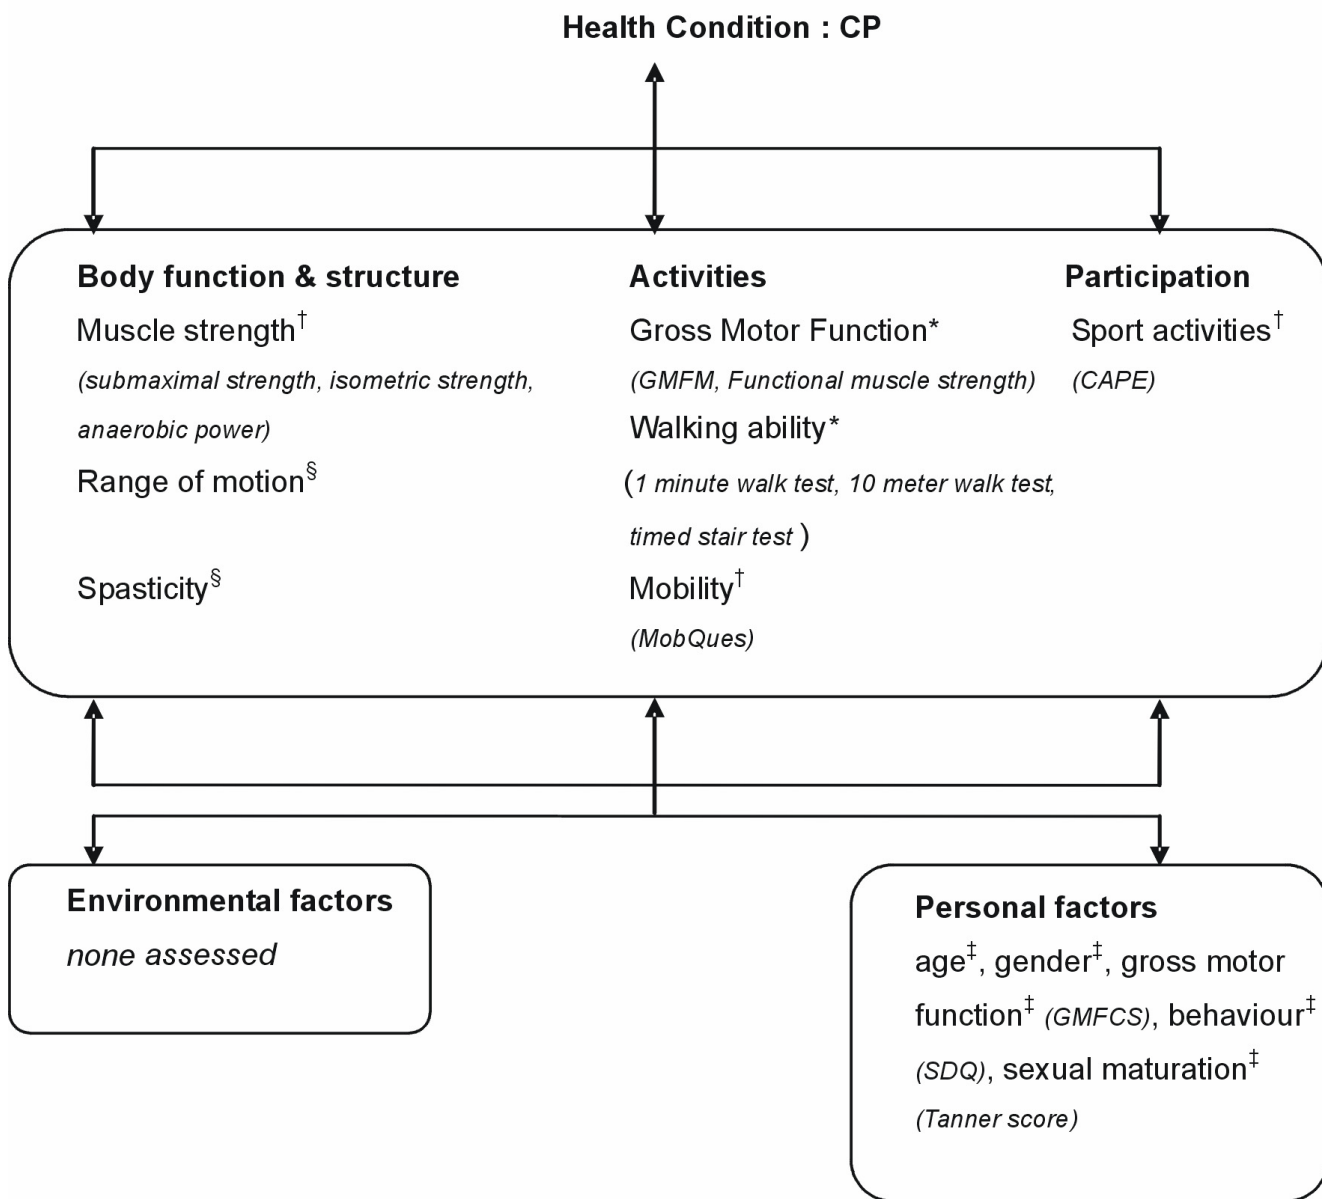 Health Condition : CP
Body function & structure
Muscle strength†
(submaximal strength, isometric strength,
anaerobic power)
Range of motion§
Spasticity§
Activities
Gross Motor Function*
(GMFM, Functional muscle strength)
Walking ability*
(1 minute walk test, 10 meter walk test,
timed stair test )
Mobility†
(MobQues)
Participation
Sport activities†
(CAPE)
Environmental factors
none assessed
Personal factors
age‡, gender‡, gross motor
function‡ (GMFCS), behaviour‡
(SDQ), sexual maturation‡
(Tanner score)